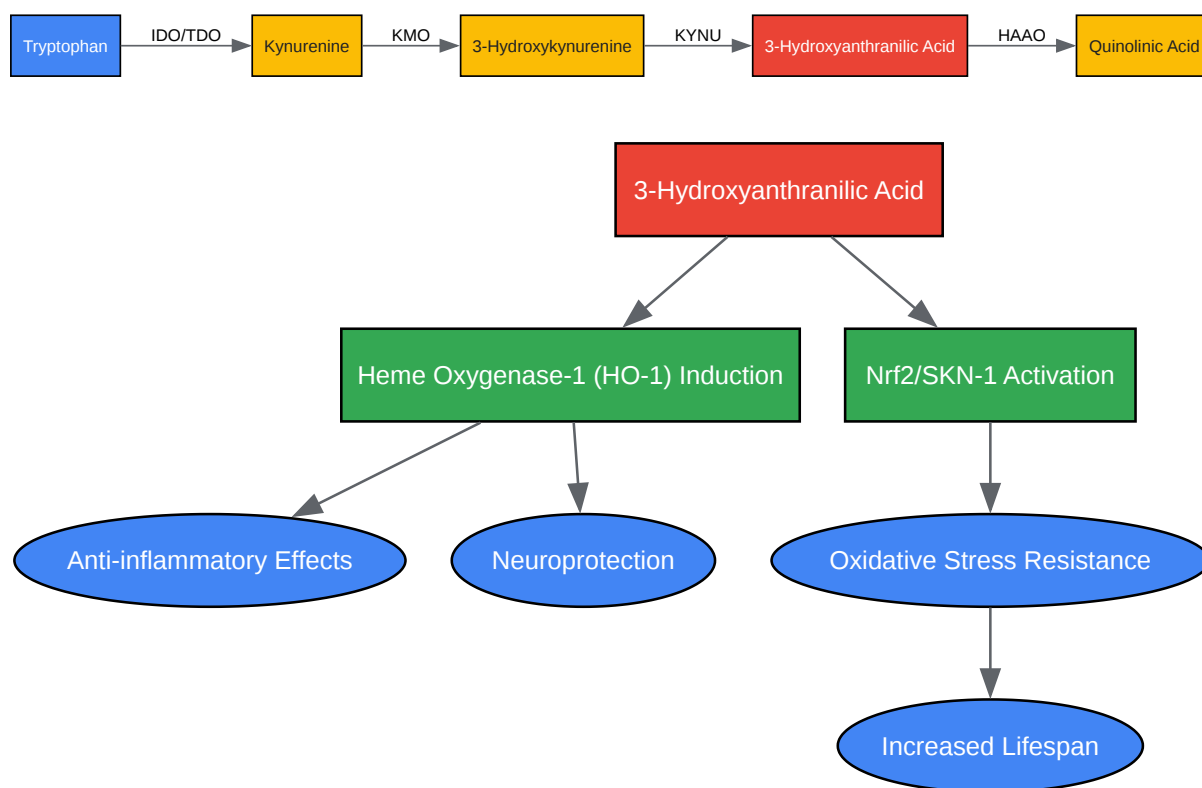 Tryptophan
IDO/TDO
Kynurenine
KMO
3-Hydroxykynurenine
KYNU
3-Hydroxyanthranilic Acid
HAAO
Quinolinic Acid
3-Hydroxyanthranilic Acid
Heme Oxygenase-1 (HO-1) Induction
Nrf2/SKN-1 Activation
Anti-inflammatory Effects
Neuroprotection
Oxidative Stress Resistance
Increased Lifespan